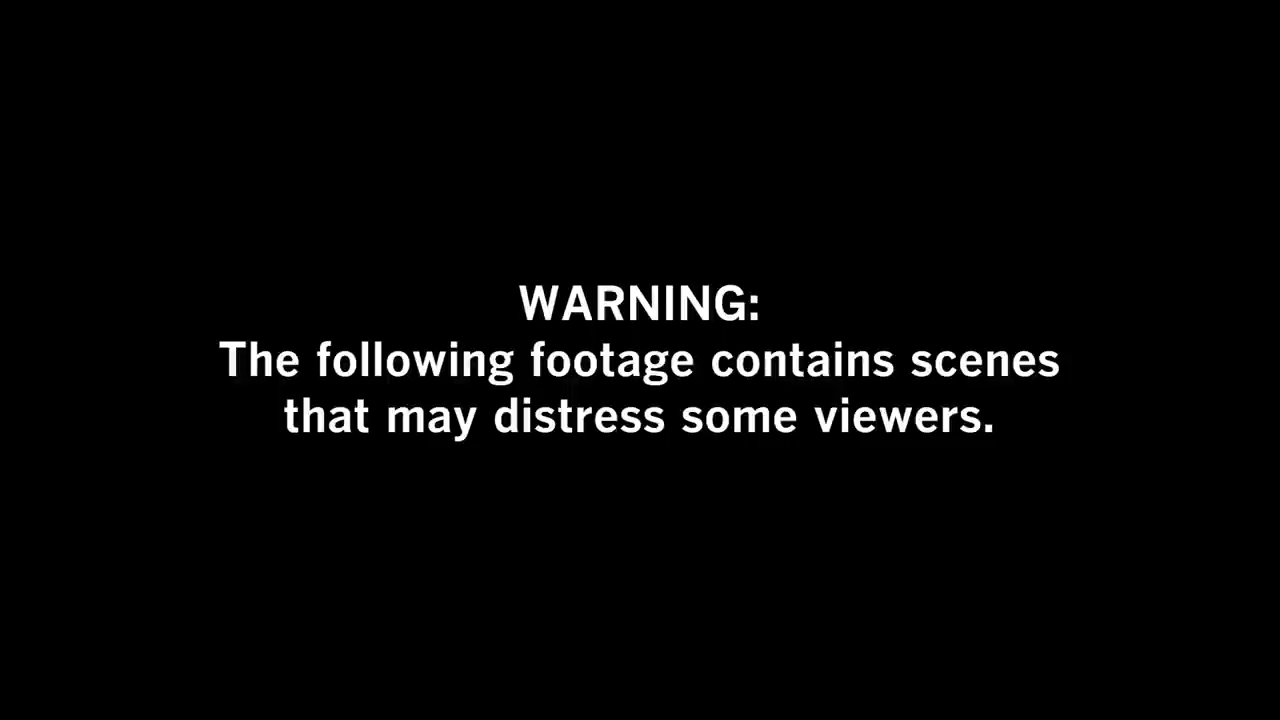 WARNING:
The following footage contains scenes
that may distress some viewers.